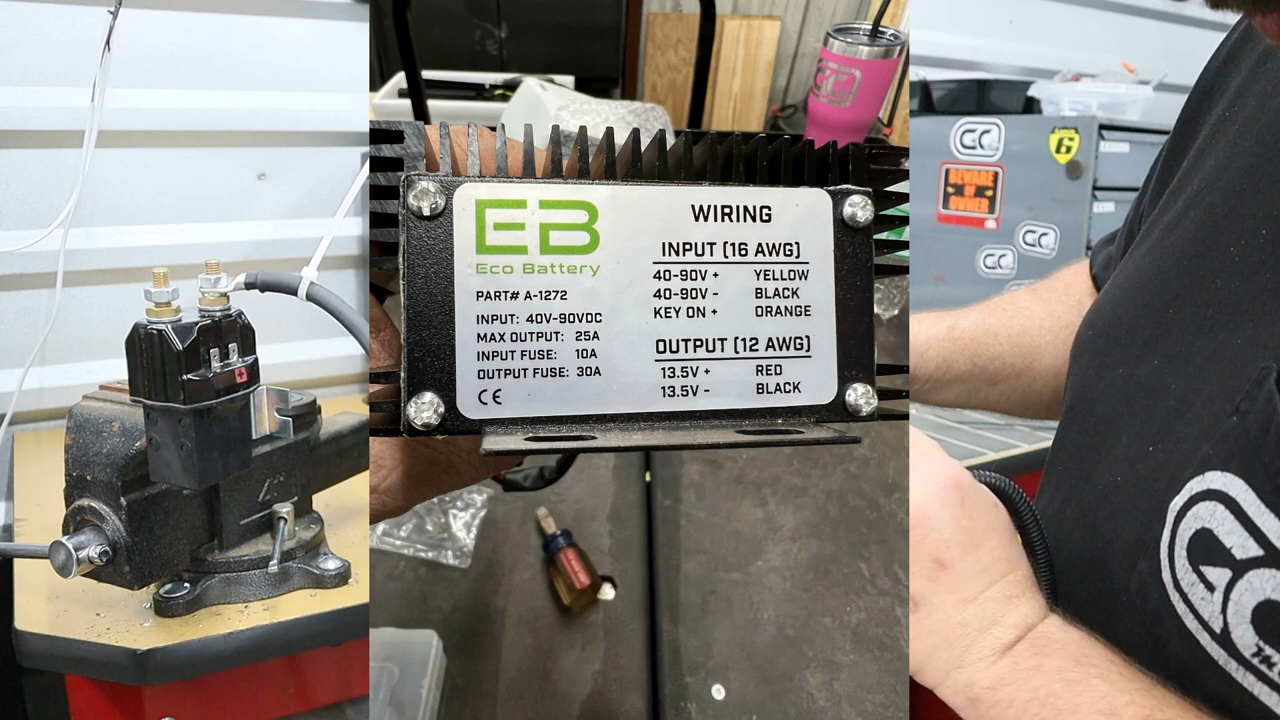 EB
Eco Battery
PART# A-1272
INPUT: 40V-90VDC
MAX OUTPUT: 25A
INPUT FUSE: 10A
OUTPUT FUSE: 30A
CE
WIRING
INPUT (16 AWG)
40-90V + YELLOW
40-90V - BLACK
KEY ON + ORANGE
OUTPUT (12 AWG)
13.5V + RED
13.5V - BLACK
GC
GC
BEWARE
OF
OWNER
GC
GC
6